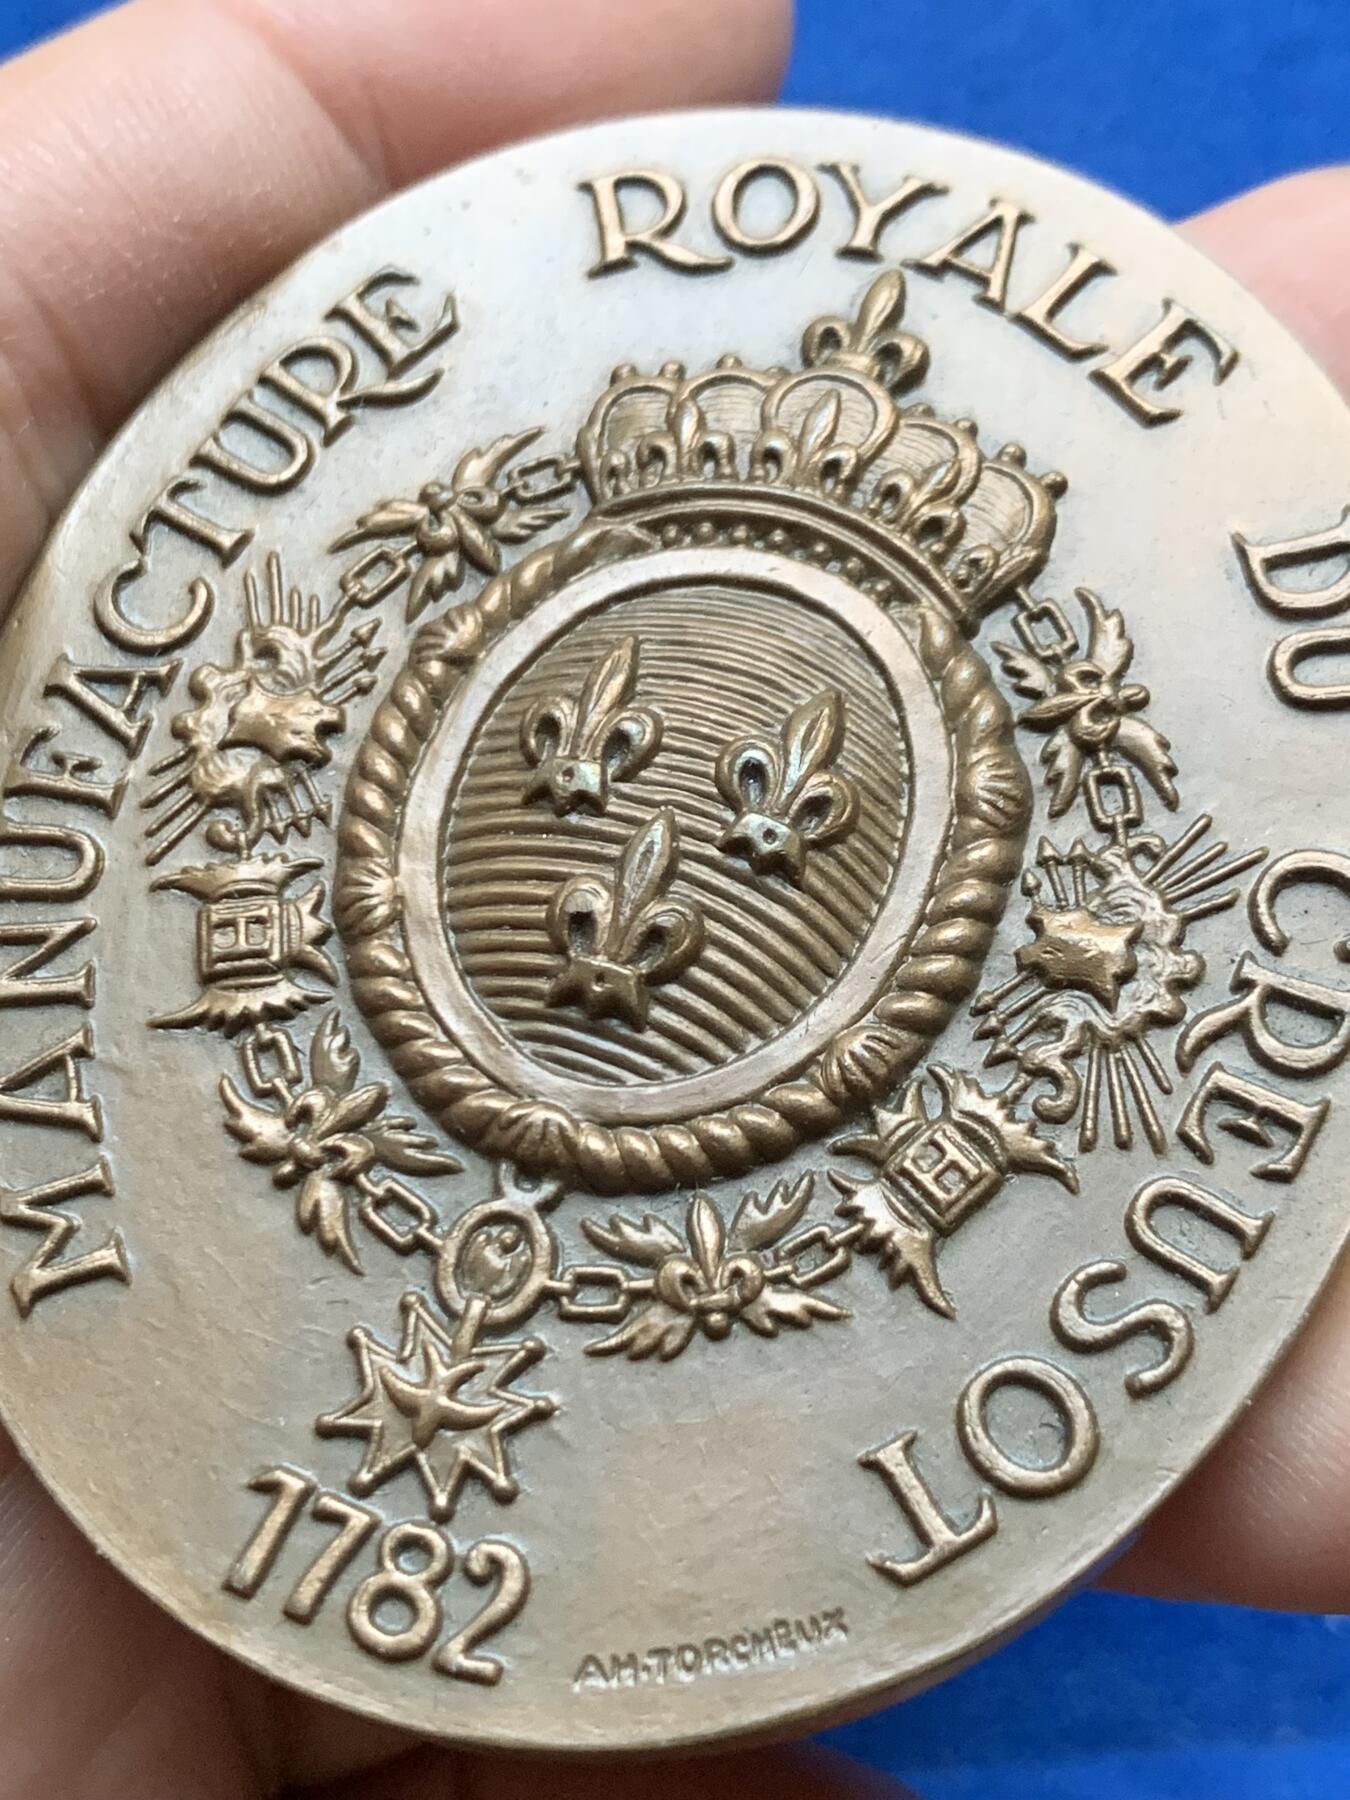 MANUFACTURE ROYALE DU CREUSOT
1782
AH·TORCHEUX
H
H